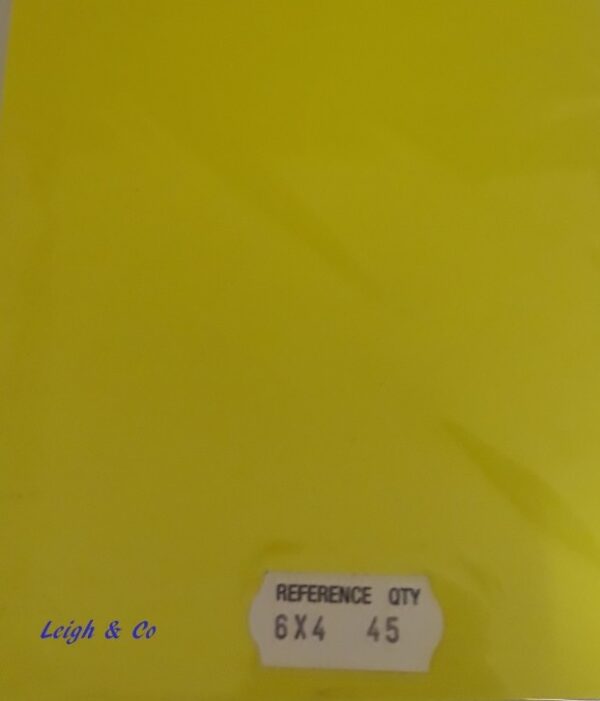 REFERENCE QTY
6X4 45
Leigh & Co